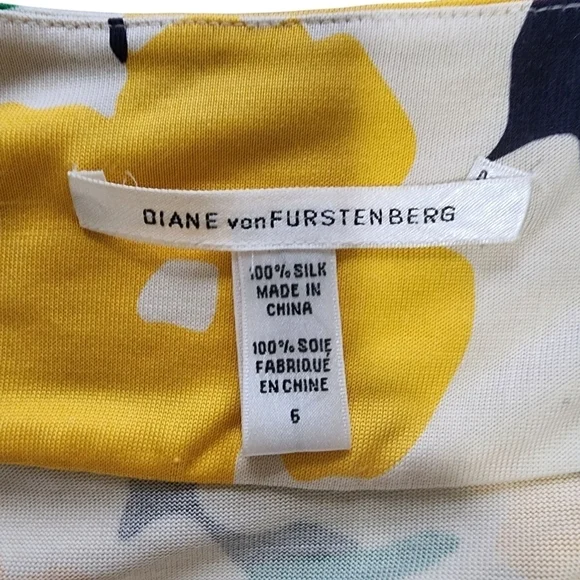 DIANE vonFURSTENBERG
100% SILK
MADE IN
CHINA
100% SOIE
FABRIQUÉ
EN CHINE
6